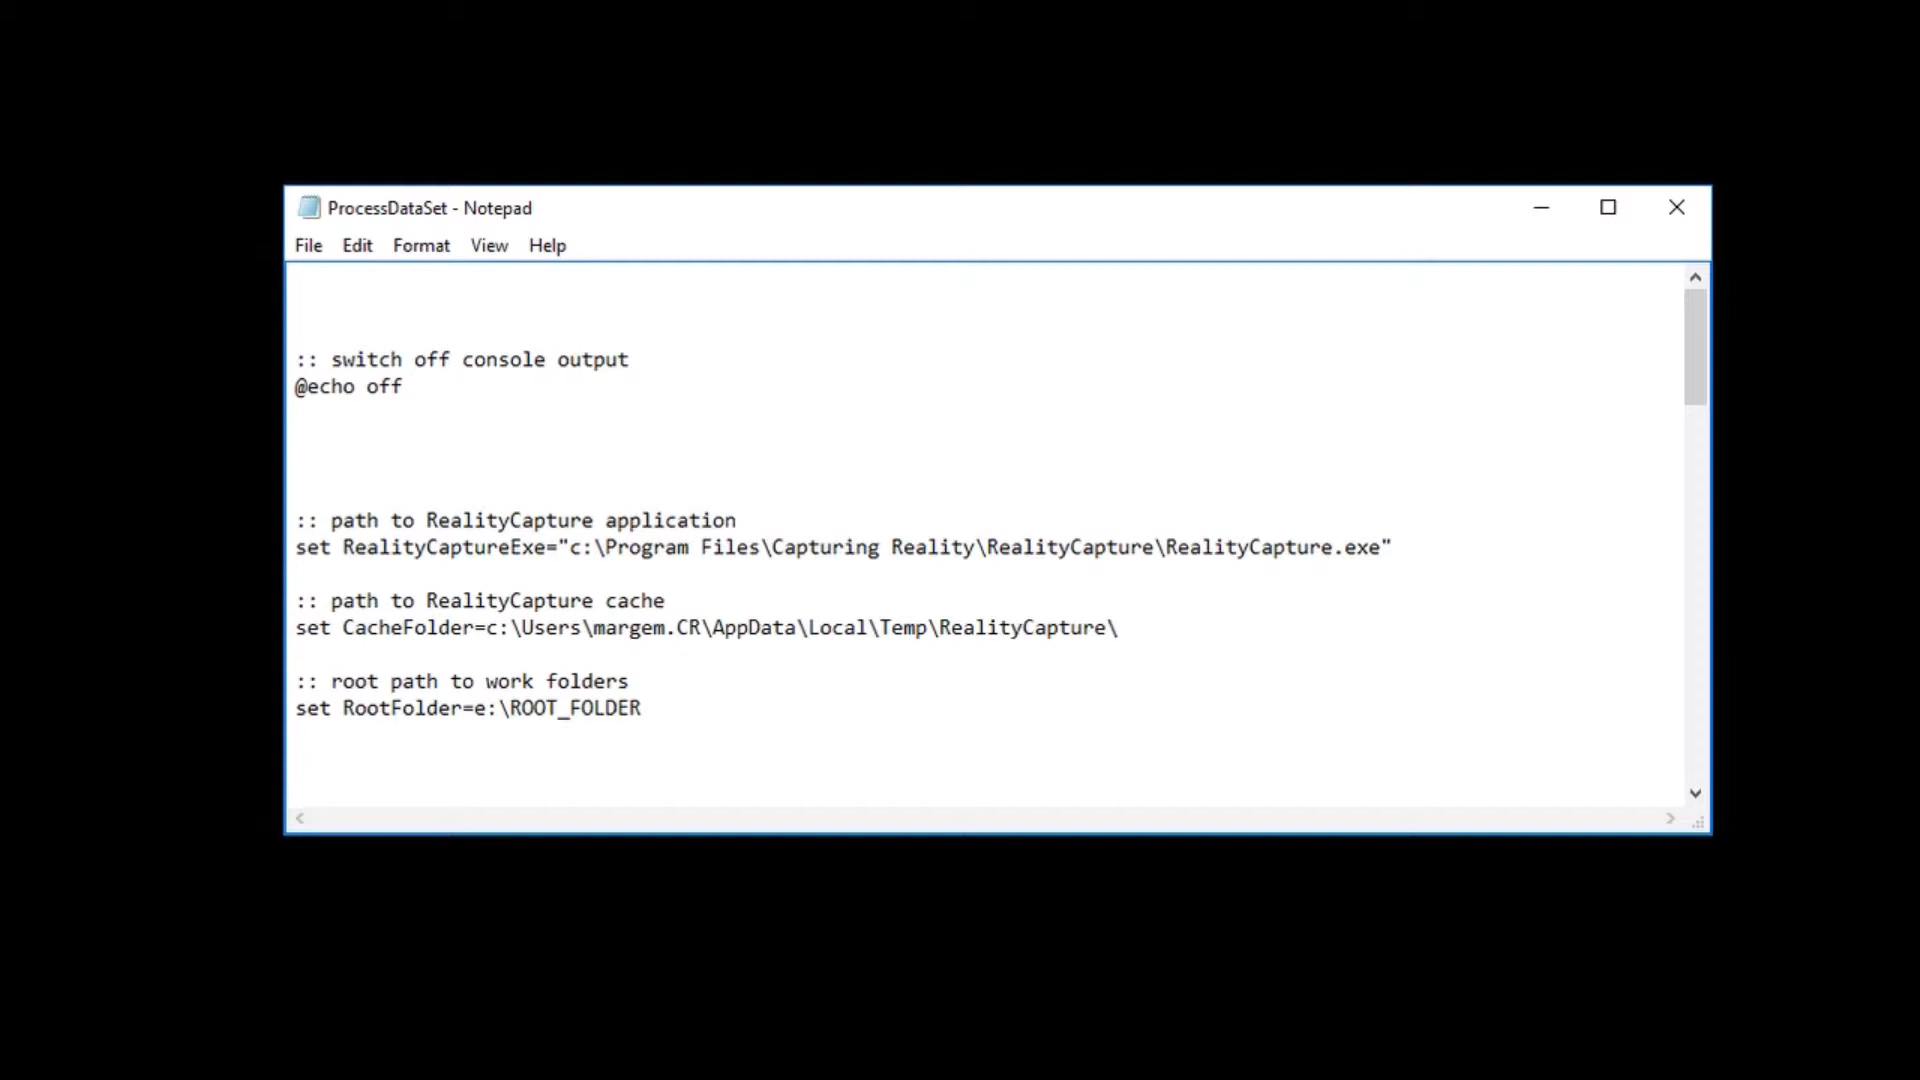 ProcessDataSet - Notepad
File Edit Format View Help
:: switch off console output
@echo off
:: path to RealityCapture application
set RealityCaptureExe="c:\Program Files\Capturing Reality\RealityCapture\RealityCapture.exe"
:: path to RealityCapture cache
set CacheFolder=c:\Users\margem.CR\AppData\Local\Temp\RealityCapture\
:: root path to work folders
set RootFolder=e:\ROOT_FOLDER